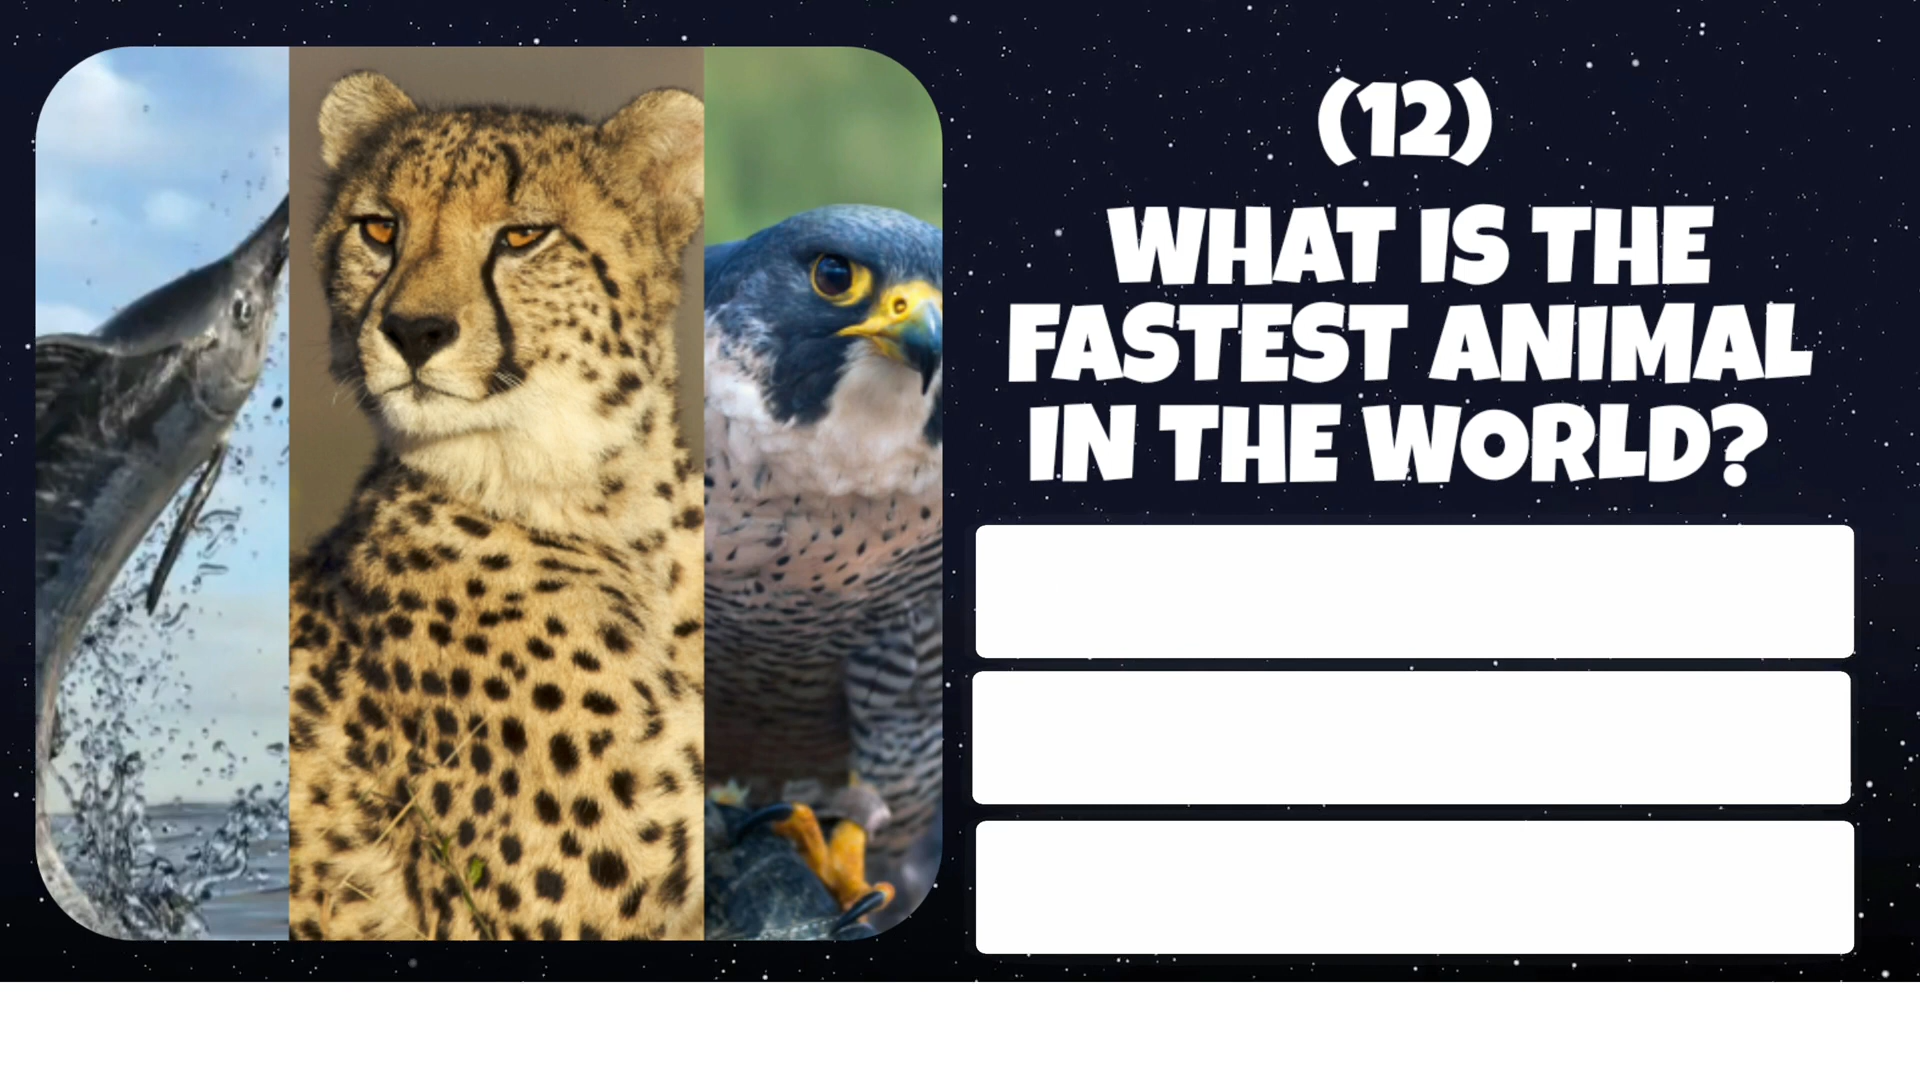 (12)
WHAT IS THE
FASTEST ANIMAL
IN THE WORLD?